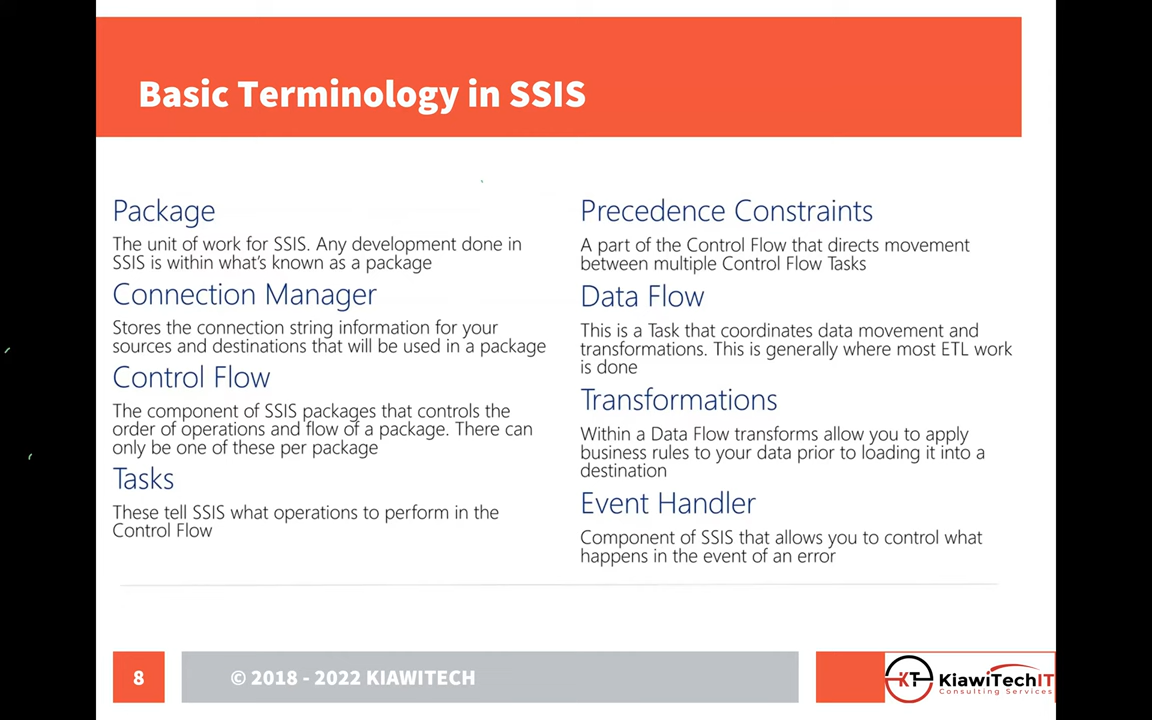 Basic Terminology in SSIS
Package
The unit of work for SSIS. Any development done in
SSIS is within what's known as a package
Connection Manager
Stores the connection string information for your
sources and destinations that will be used in a package
Control Flow
The component of SSIS packages that controls the
order of operations and flow of a package. There can
only be one of these per package
Tasks
These tell SSIS what operations to perform in the
Control Flow
Precedence Constraints
A part of the Control Flow that directs movement
between multiple Control Flow Tasks
Data Flow
This is a Task that coordinates data movement and
transformations. This is generally where most ETL work
is done
Transformations
Within a Data Flow transforms allow you to apply
business rules to your data prior to loading it into a
destination
Event Handler
Component of SSIS that allows you to control what
happens in the event of an error
8
© 2018 - 2022 KIAWITECH
KT
KiawiTechIT
Consulting Services